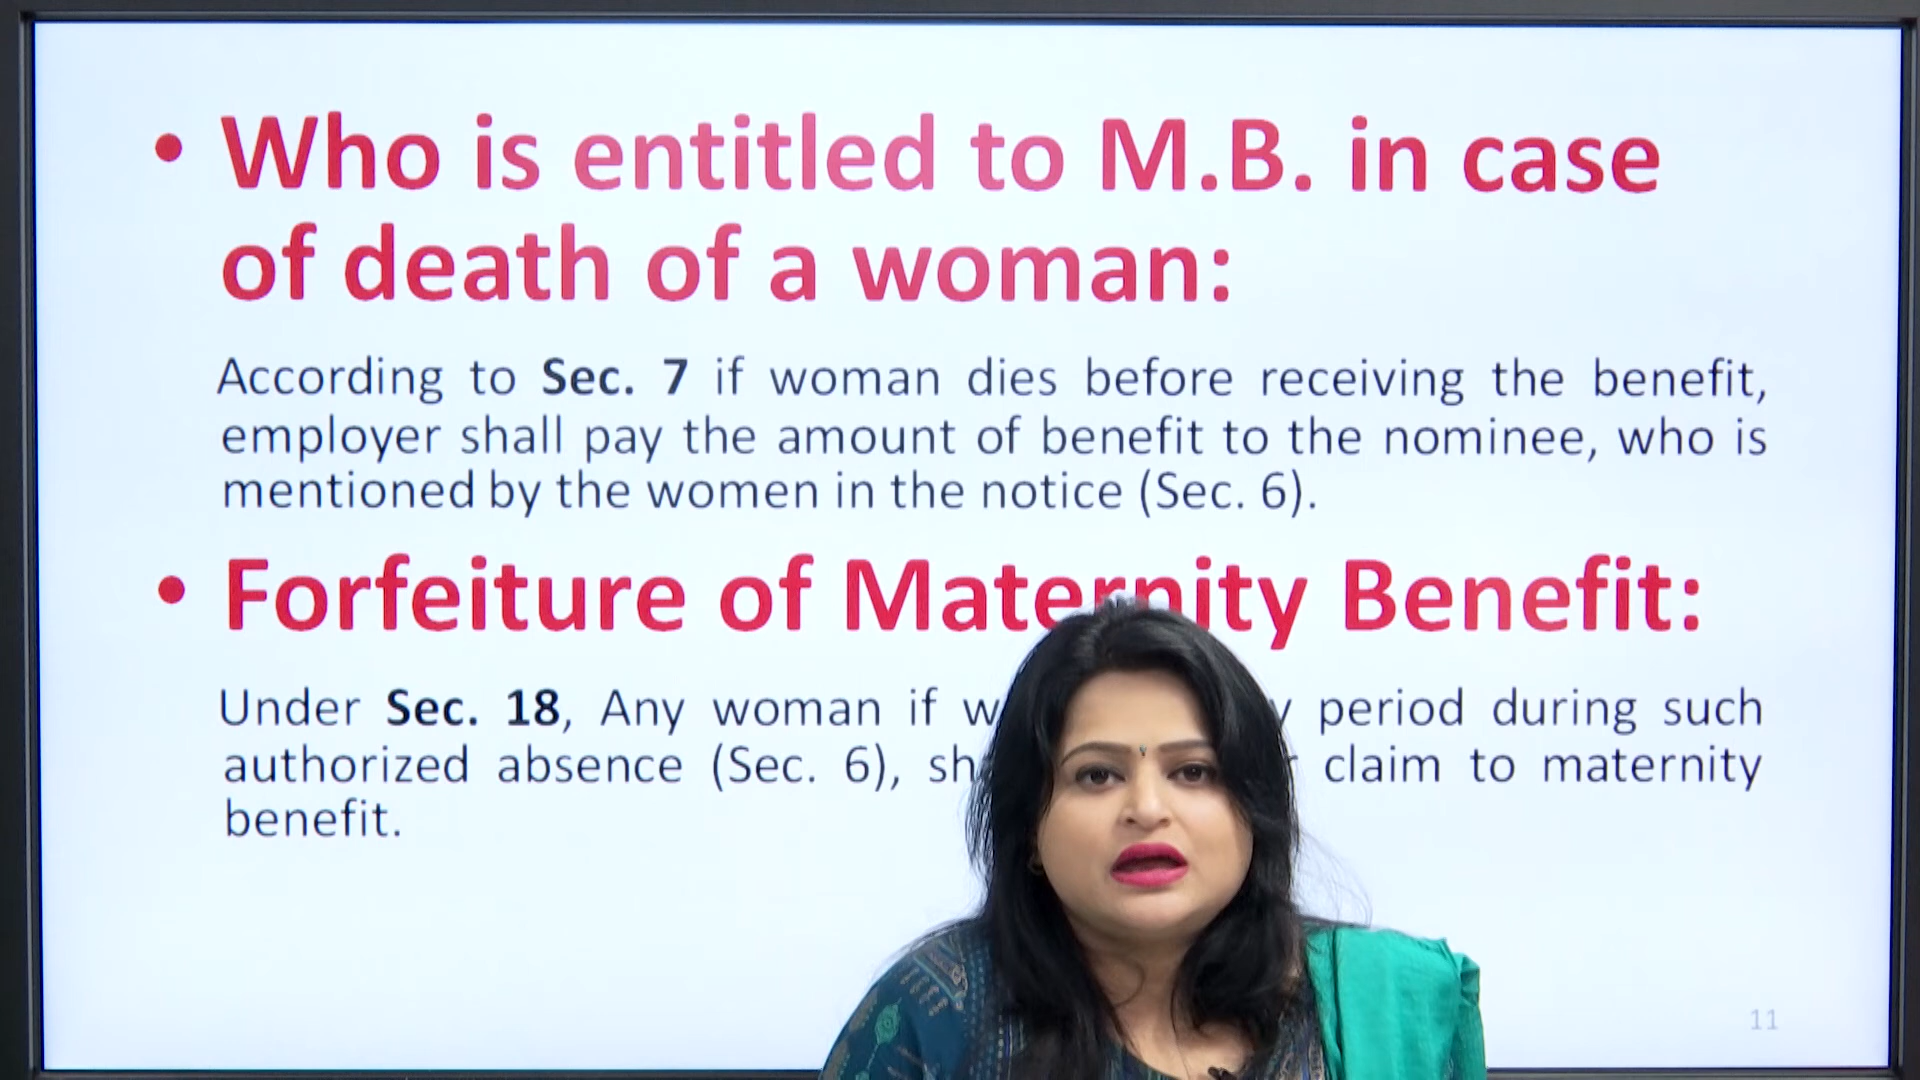 • Who is entitled to M.B. in case
of death of a woman:
According to Sec. 7 if woman dies before receiving the benefit,
employer shall pay the amount of benefit to the nominee, who is
mentioned by the women in the notice (Sec. 6).
• Forfeiture of Maternity Benefit:
Under Sec. 18, Any woman if period during such
authorized absence (Sec. 6), claim to maternity
benefit.
11